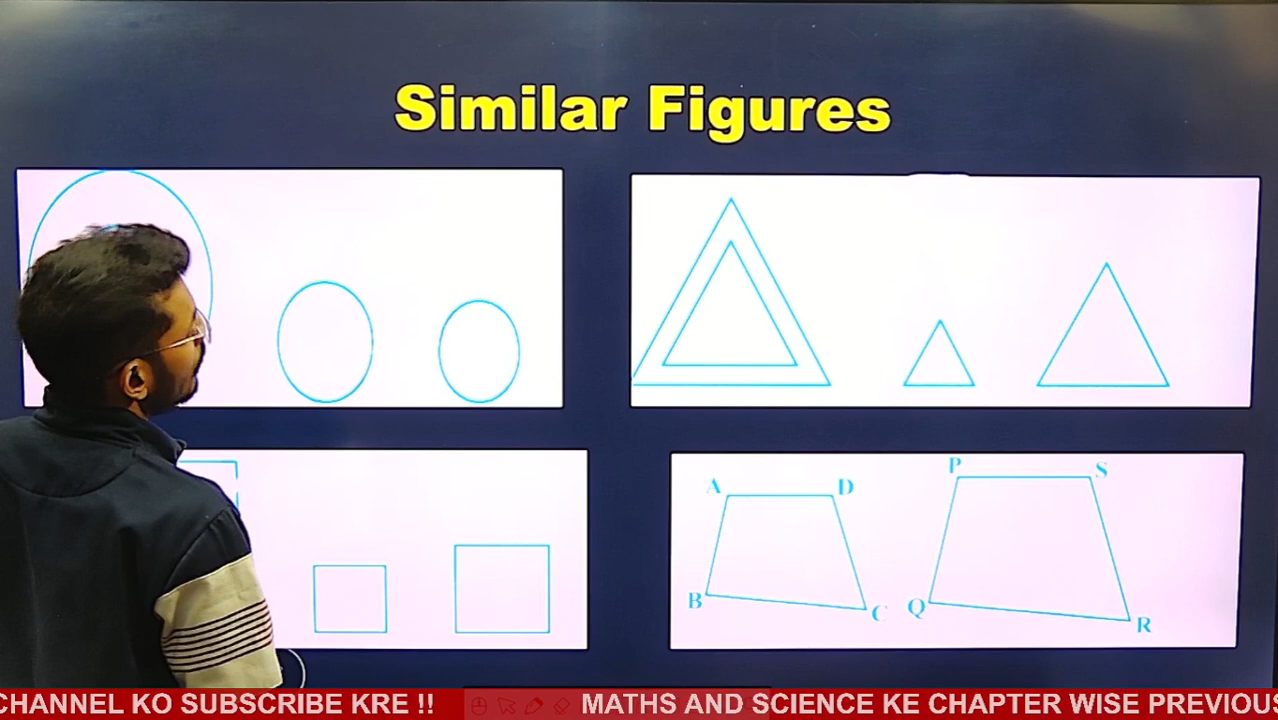 Similar Figures
A
D
B
C
P
S
Q
R
CHANNEL KO SUBSCRIBE KRE !! MATHS AND SCIENCE KE CHAPTER WISE PREVIOUS